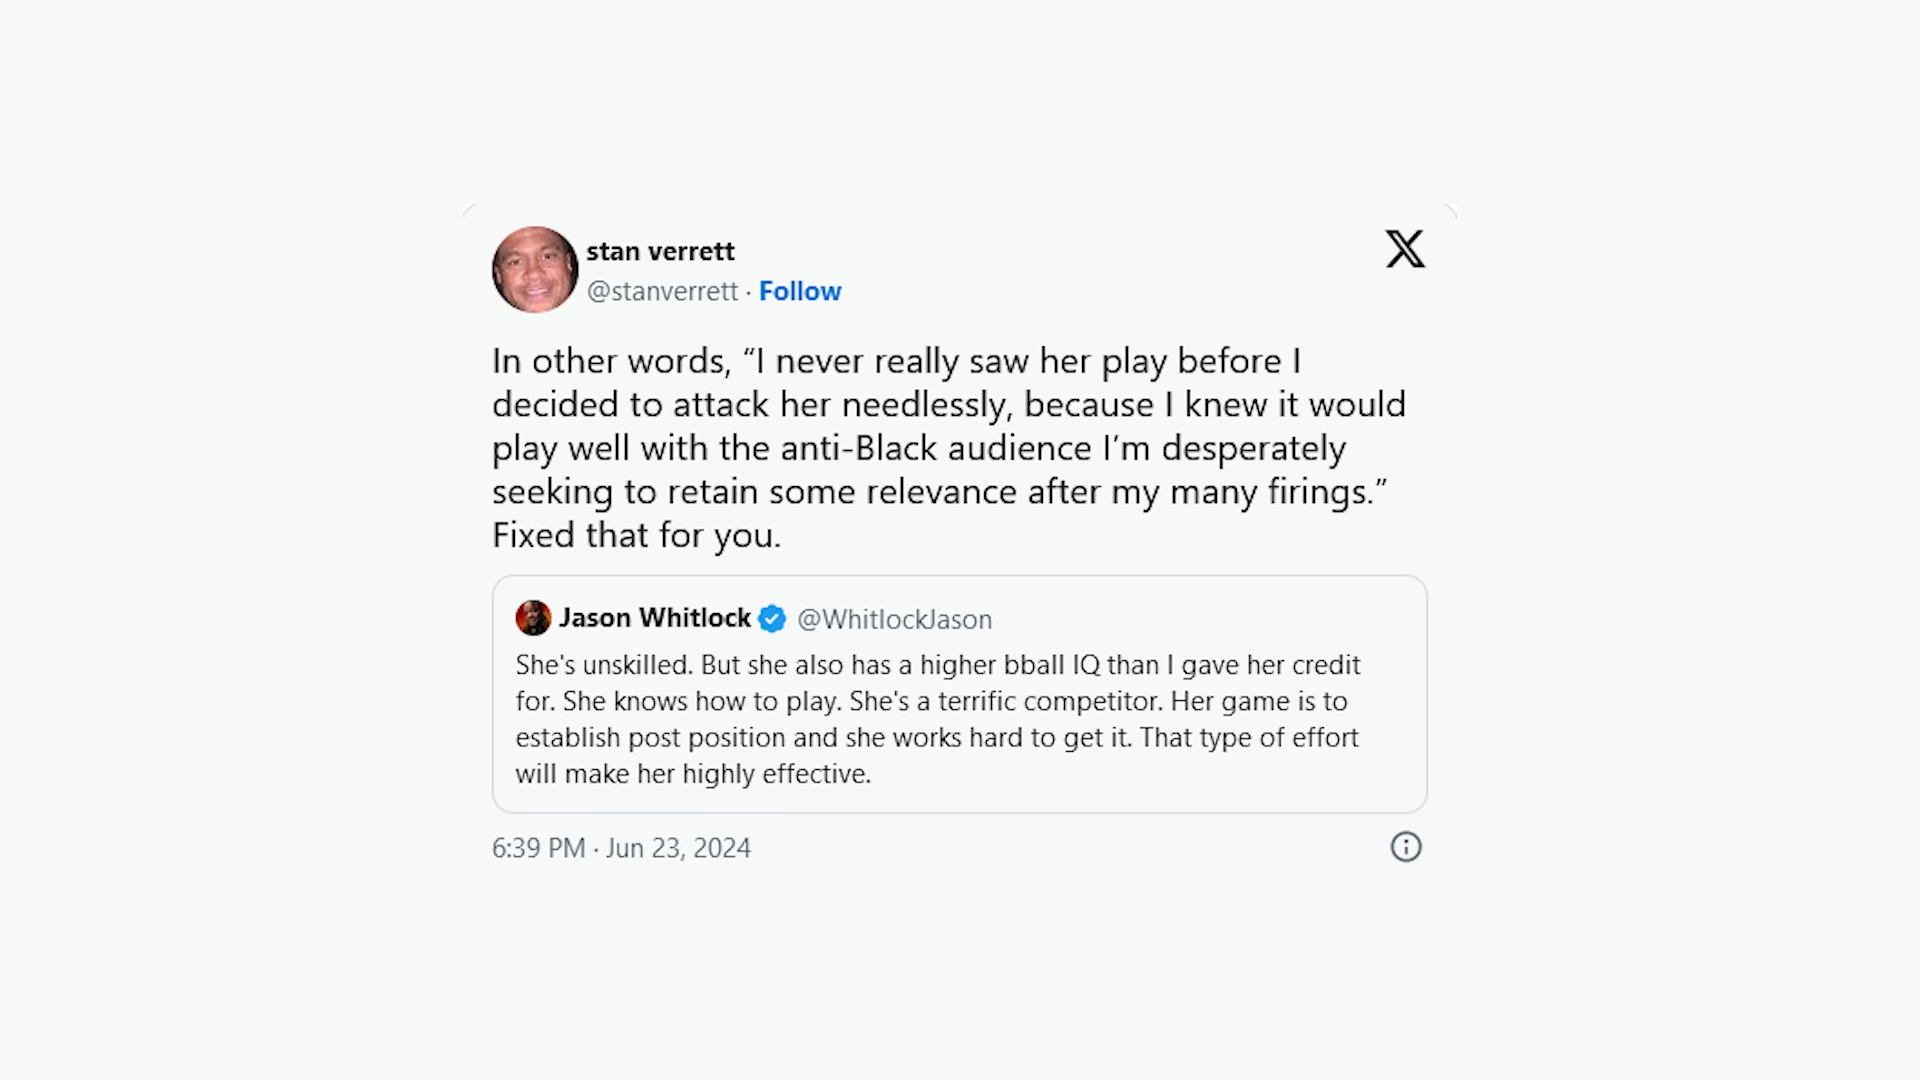 stan verrett
@stanverrett · Follow
In other words, “I never really saw her play before I
decided to attack her needlessly, because I knew it would
play well with the anti-Black audience I’m desperately
seeking to retain some relevance after my many firings.”
Fixed that for you.
Jason Whitlock @WhitlockJason
She's unskilled. But she also has a higher bball IQ than I gave her credit
for. She knows how to play. She's a terrific competitor. Her game is to
establish post position and she works hard to get it. That type of effort
will make her highly effective.
6:39 PM · Jun 23, 2024